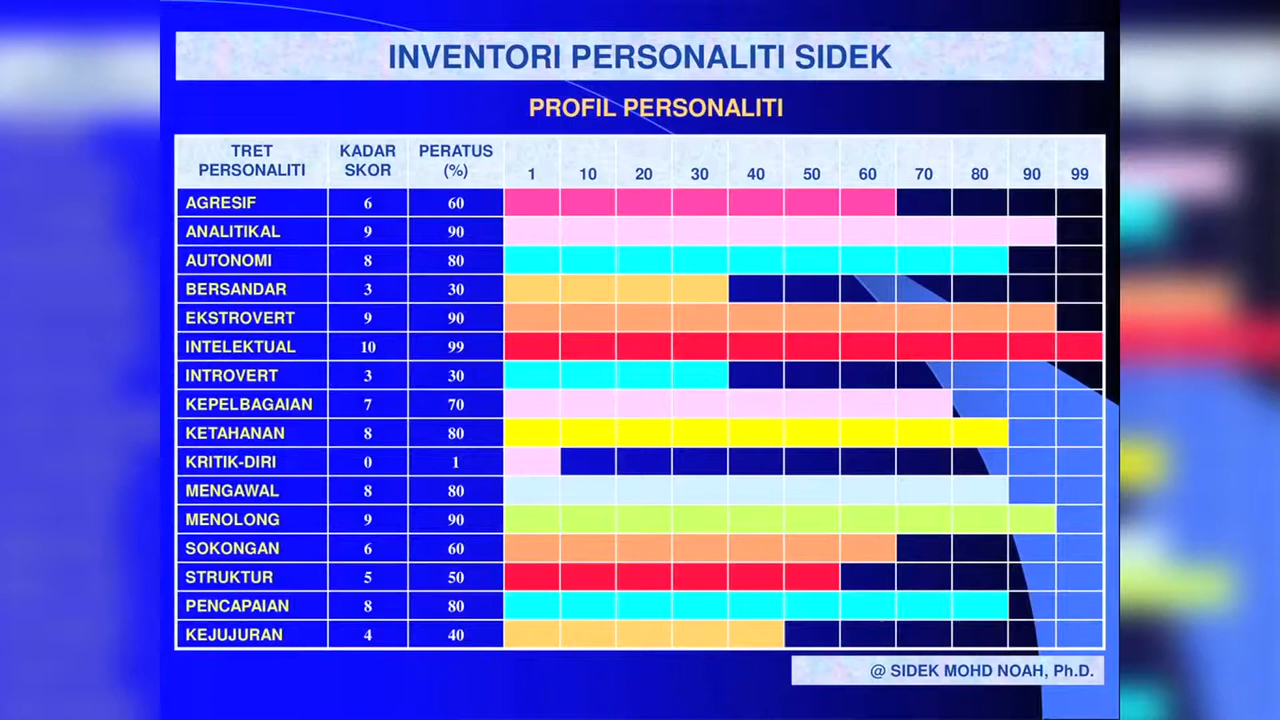 INVENTORI PERSONALITI SIDEK
PROFIL PERSONALITI
TRET PERSONALITI KADAR SKOR PERATUS (%) 1 10 20 30 40 50 60 70 80 90 99
AGRESIF 6 60
ANALITIKAL 9 90
AUTONOMI 8 80
BERSANDAR 3 30
EKSTROVERT 9 90
INTELEKTUAL 10 99
INTROVERT 3 30
KEPELBAGAIAN 7 70
KETAHANAN 8 80
KRITIK-DIRI 0 1
MENGAWAL 8 80
MENOLONG 9 90
SOKONGAN 6 60
STRUKTUR 5 50
PENCAPAIAN 8 80
KEJUJURAN 4 40
@ SIDEK MOHD NOAH, Ph.D.